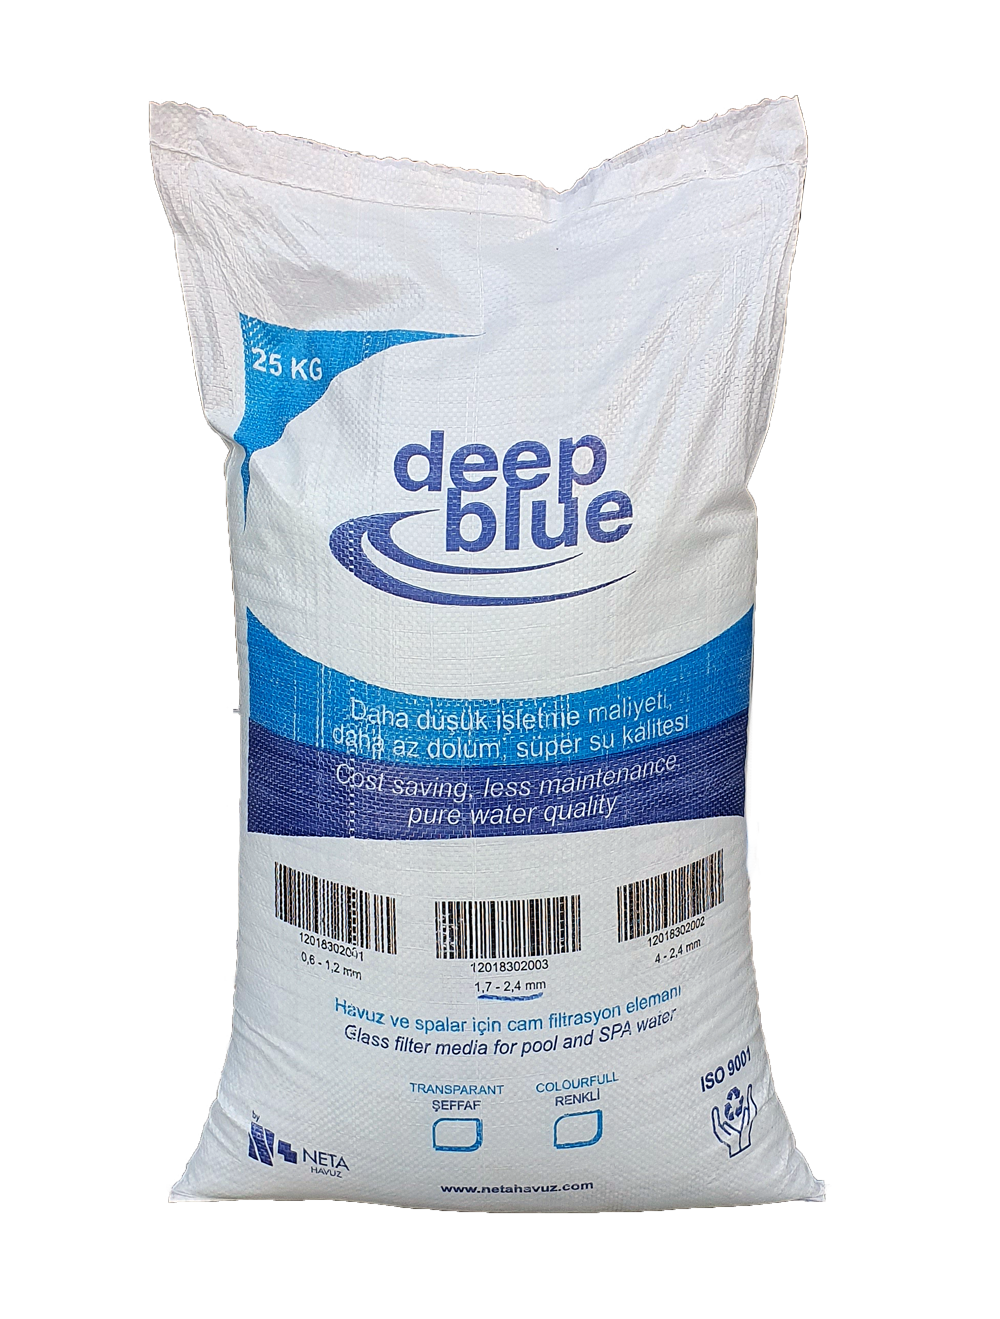 25 KG
deep
blue
Daha düşük işletme maliyeti,
daha az dolum, süper su kalitesi
Cost saving, less maintenance
pure water quality
12018302001
0,6 - 1,2 mm
12018302003
1,7 - 2,4 mm
12018302002
4 - 2,4 mm
Havuz ve spalar için cam filtrasyon elemanı
Glass filter media for pool and SPA water
TRANSPARANT
ŞEFFAF
COLOURFULL
RENKLİ
ISO 9001
by
NETA
HAVUZ
www.netahavuz.com